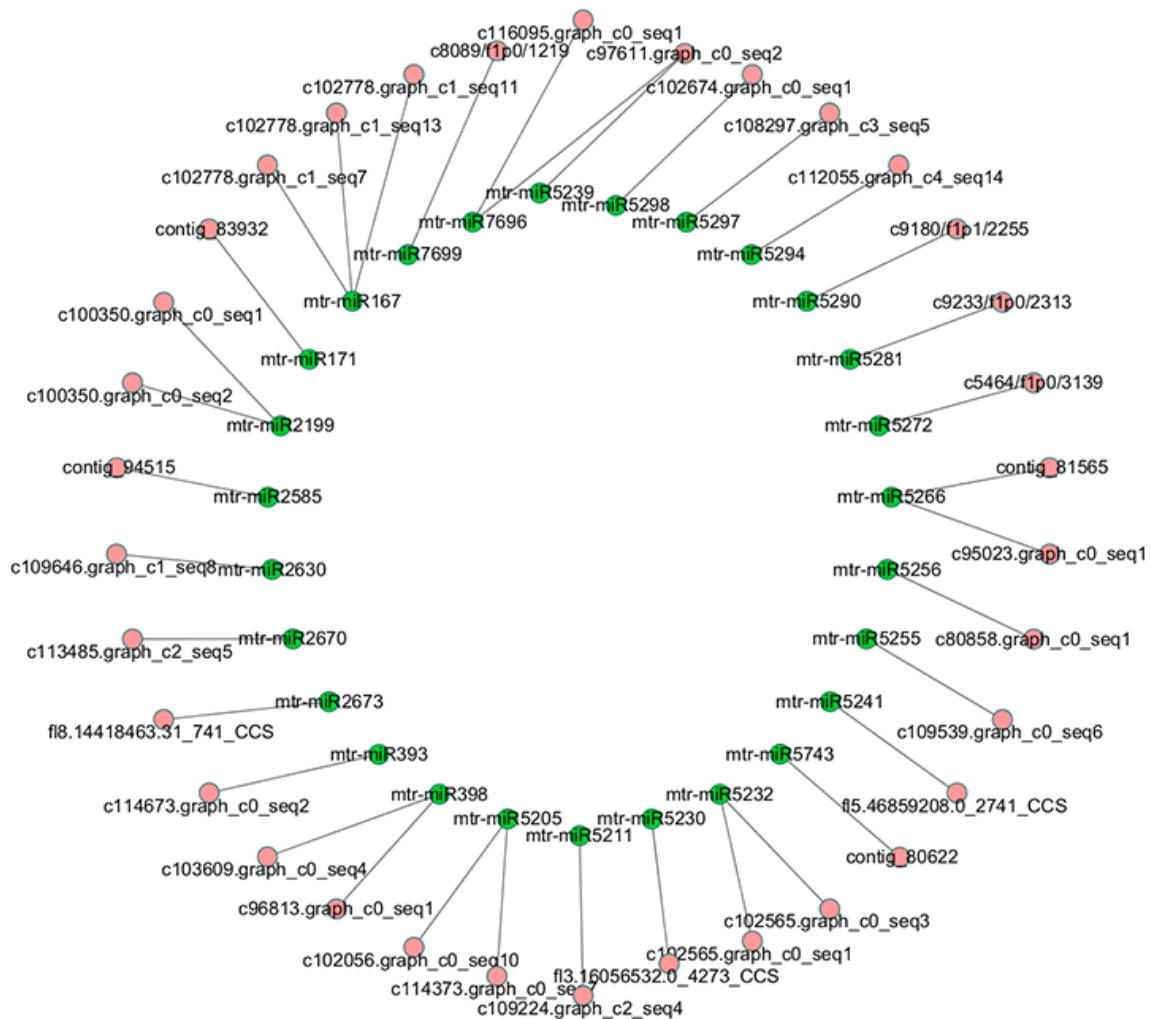 c116095.graph_c0_seq1
c8089/f1p0/1219
c97611.graph_c0_seq2
c102778.graph_c1_seq11
c102674.graph_c0_seq1
c102778.graph_c1_seq13
c108297.graph_c3_seq5
c102778.graph_c1_seq7
c112055.graph_c4_seq14
mtr-miR5239
mtr-miR5298
mtr-miR7696
mtr-miR5297
contig_83932
c9180/f1p1/2255
mtr-miR7699
mtr-miR5294
mtr-miR167
mtr-miR5290
c9233/f1p0/2313
c100350.graph_c0_seq1
mtr-miR171
mtr-miR5281
c5464/f1p0/3139
c100350.graph_c0_seq2
mtr-miR2199
mtr-miR5272
contig_94515
contig_81565
mtr-miR2585
mtr-miR5266
c95023.graph_c0_seq1
c109646.graph_c1_seq8
mtr-miR2630
mtr-miR5256
mtr-miR2670
mtr-miR5255
c80858.graph_c0_seq1
c113485.graph_c2_seq5
mtr-miR2673
mtr-miR5241
fl8.14418463.31_741_CCS
c109539.graph_c0_seq6
mtr-miR393
mtr-miR5743
mtr-miR398
mtr-miR5232
c114673.graph_c0_seq2
fl5.46859208.0_2741_CCS
mtr-miR5205
mtr-miR5230
mtr-miR5211
contig_80622
c103609.graph_c0_seq4
c96813.graph_c0_seq1
c102565.graph_c0_seq3
c102565.graph_c0_seq1
c102056.graph_c0_seq10
fl3.16056532.0_4273_CCS
c114373.graph_c0_seq7
c109224.graph_c2_seq4